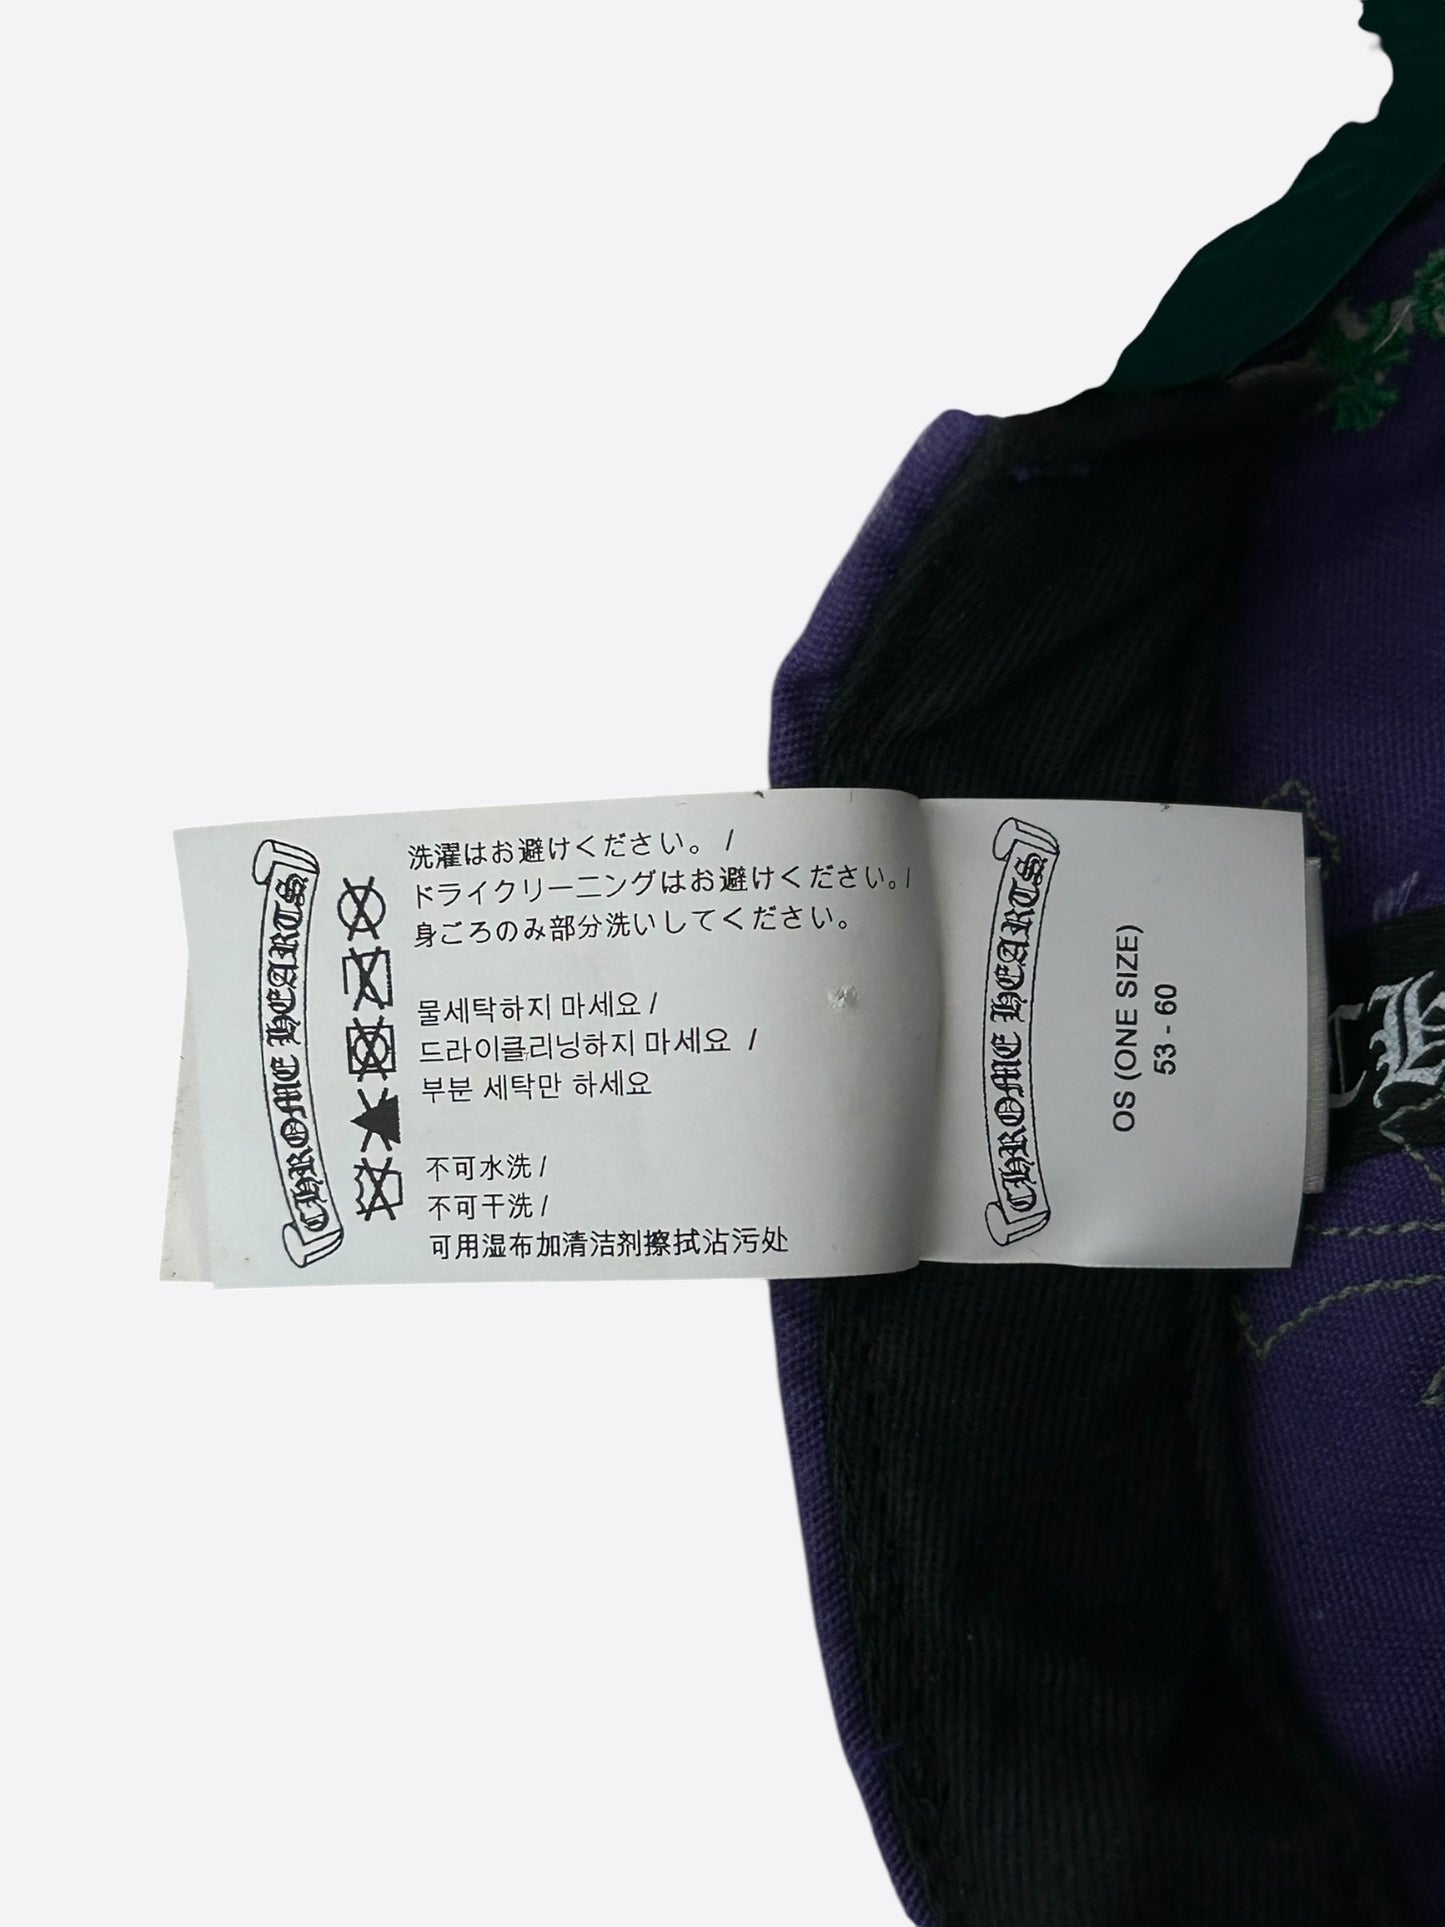 CHROME HEARTS
洗濯はお避けください。/
ドライクリーニングはお避けください。/
身ごろのみ部分洗いしてください。
물세탁하지 마세요 /
드라이클리닝하지 마세요 /
부분 세탁만 하세요
不可水洗 /
不可干洗 /
可用湿布加清洁剂擦拭沾污处
CHROME HEARTS
OS (ONE SIZE)
53 - 60